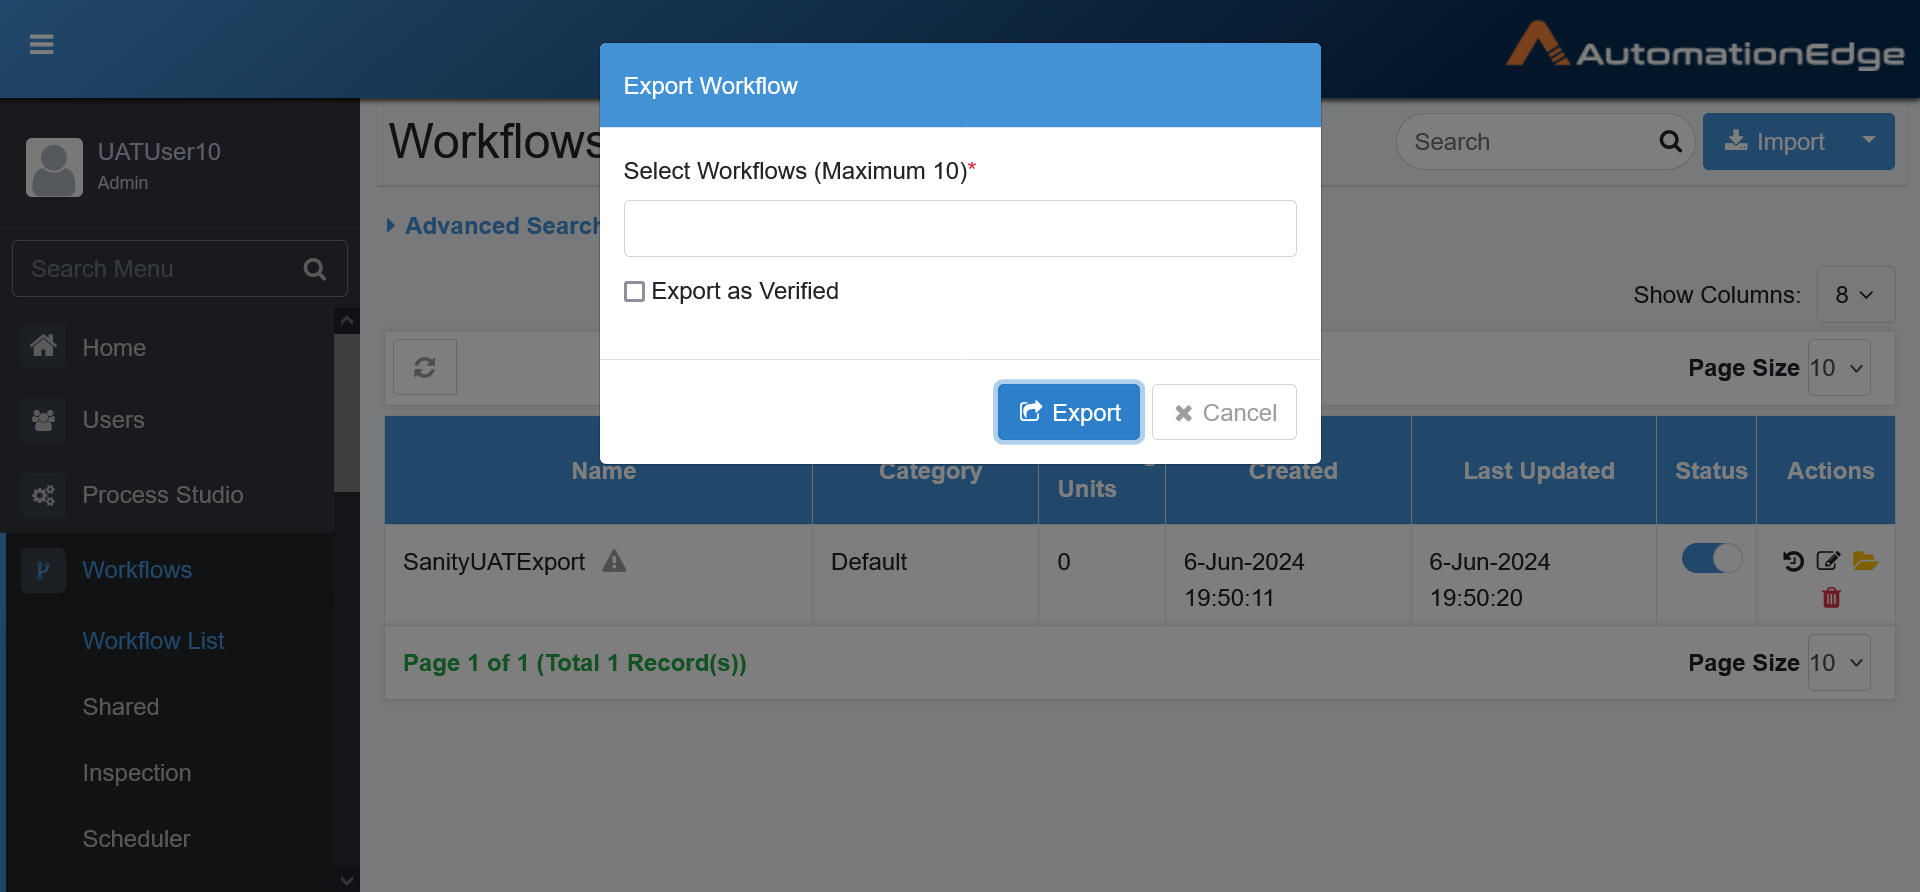 AutomationEdge
UATUser10
Admin
Search Menu
Home
Users
Process Studio
Workflows
Workflow List
Shared
Inspection
Scheduler
Workflows
Search
Import
Advanced Search
Show Columns: 8
Page Size 10
Export Workflow
Select Workflows (Maximum 10)*
Export as Verified
Export
Cancel
Name
Category
Units
Created
Last Updated
Status
Actions
SanityUATExport
Default
0
6-Jun-2024
19:50:11
6-Jun-2024
19:50:20
Page 1 of 1 (Total 1 Record(s))
Page Size 10